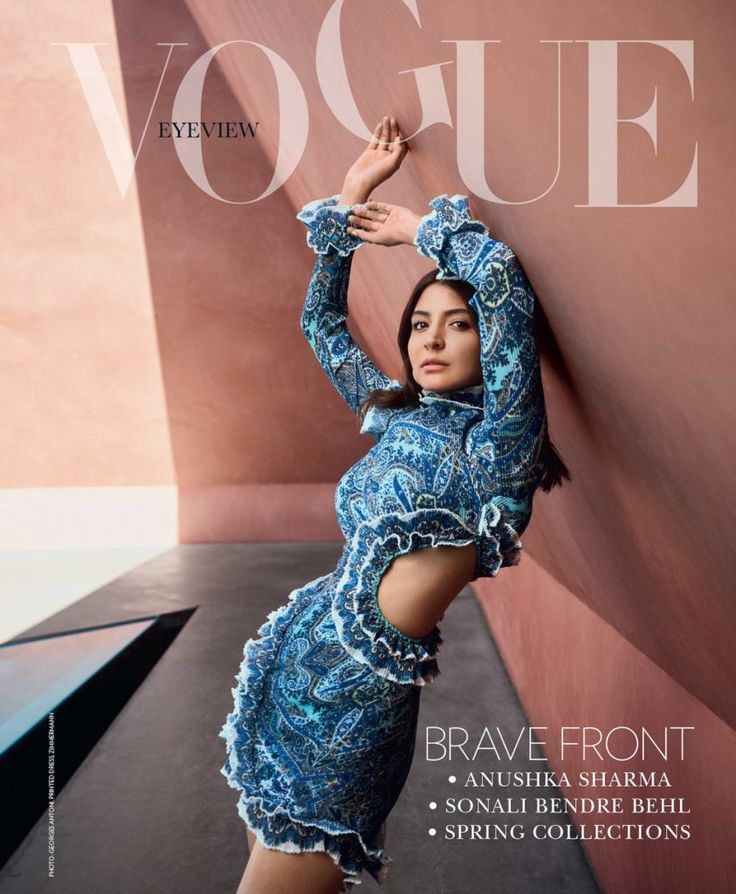 VOGUE
EYEVIEW
BRAVE FRONT
• ANUSHKA SHARMA
• SONALI BENDRE BEHL
• SPRING COLLECTIONS
PHOTO: GEORGES ANTONI. PRINTED DRESS, ZIMMERMANN